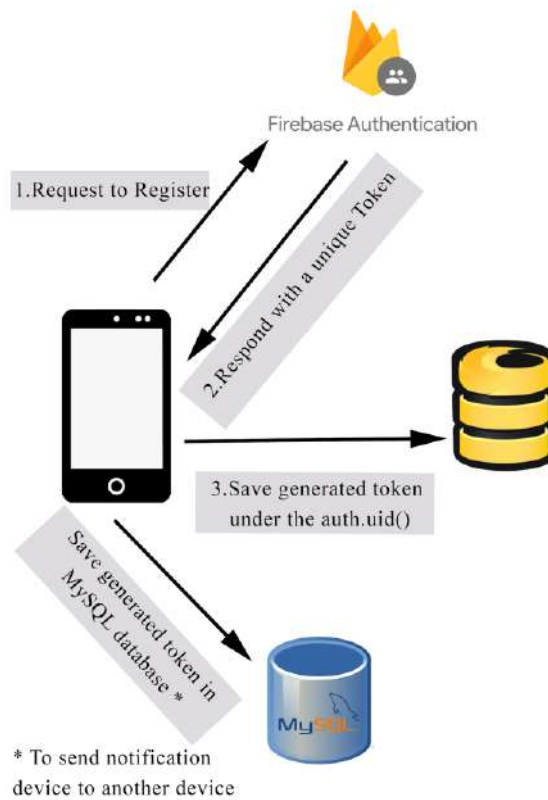 Firebase Authentication
1.Request to Register
2.Respond with a unique Token
3.Save generated token
under the auth.uid()
Save generated token in
MySQL database *
MySQL
* To send notification
device to another device